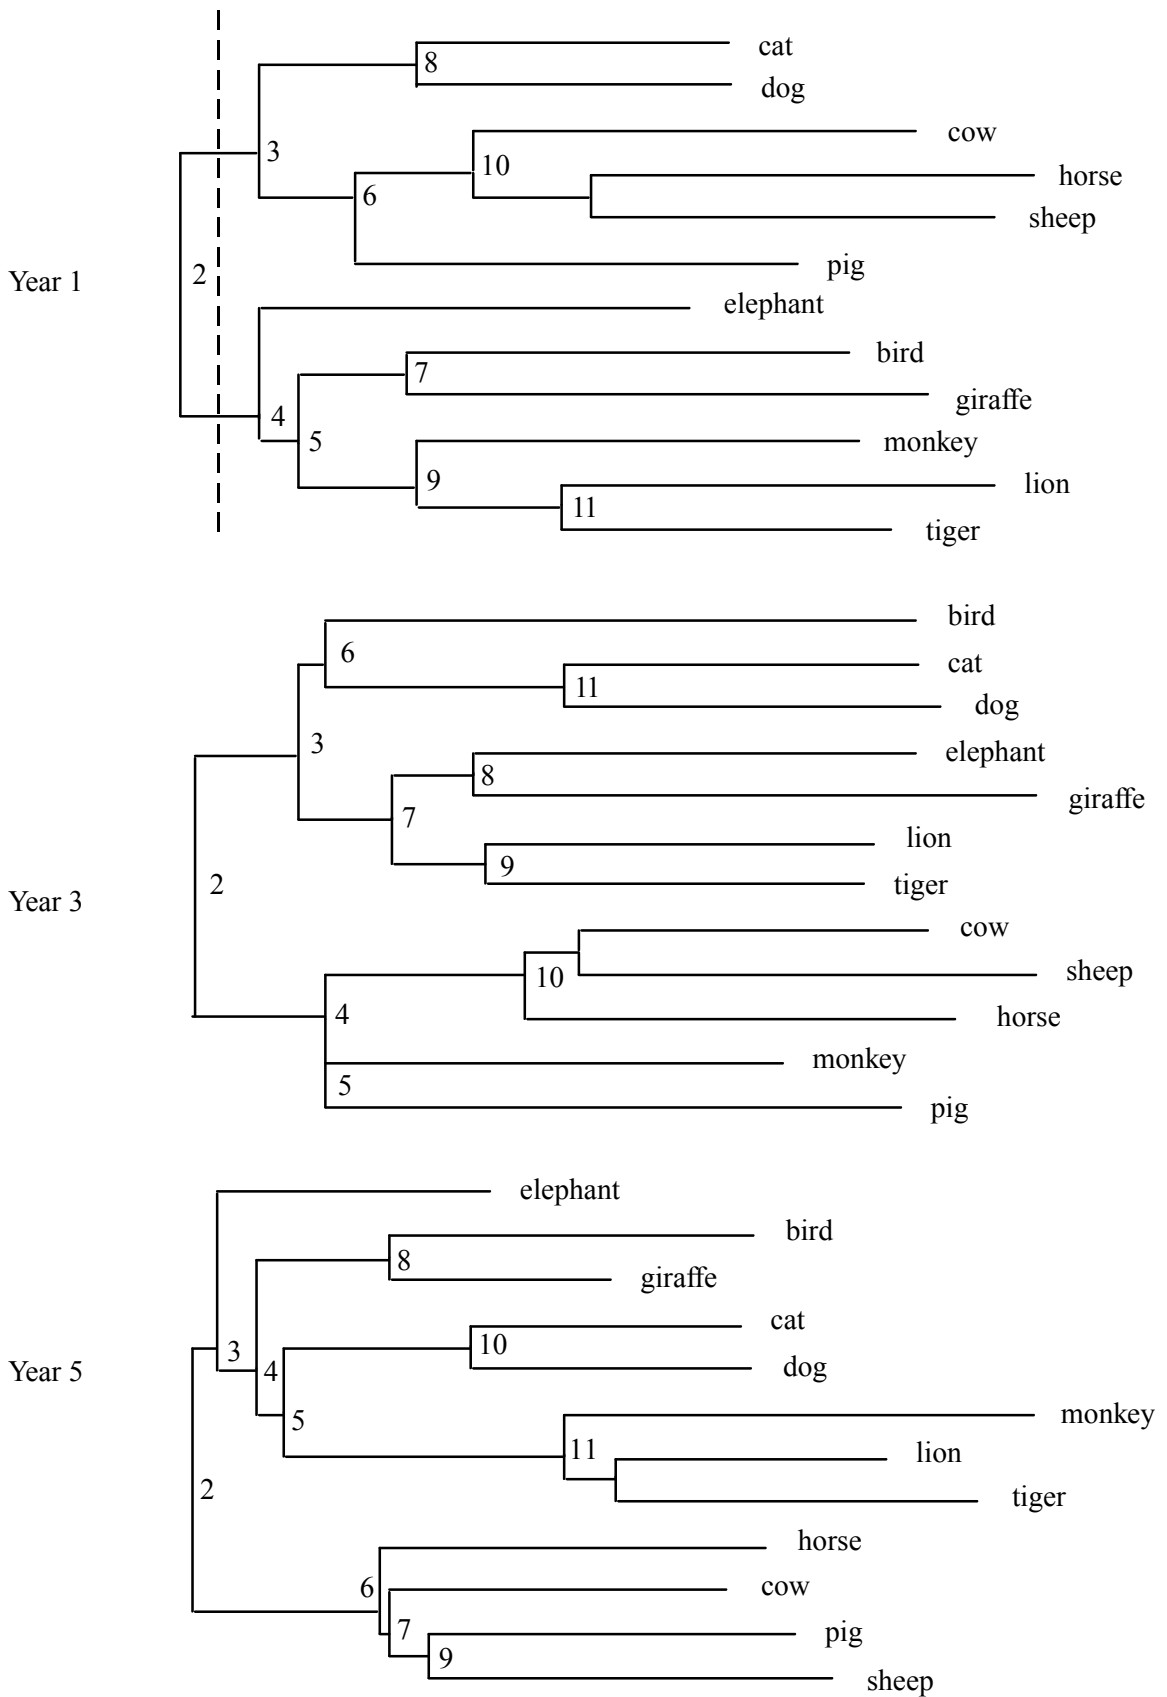 cat
8
dog
cow
3
10
horse
6
sheep
pig
Year 1
2
elephant
bird
7
giraffe
4
5
monkey
9
lion
11
tiger
bird
6
cat
11
dog
3
elephant
8
giraffe
7
lion
9
tiger
Year 3
2
cow
10
sheep
4
horse
monkey
5
pig
elephant
bird
8
giraffe
cat
10
dog
Year 5
3
4
5
monkey
11
lion
tiger
2
horse
6
cow
7
pig
9
sheep